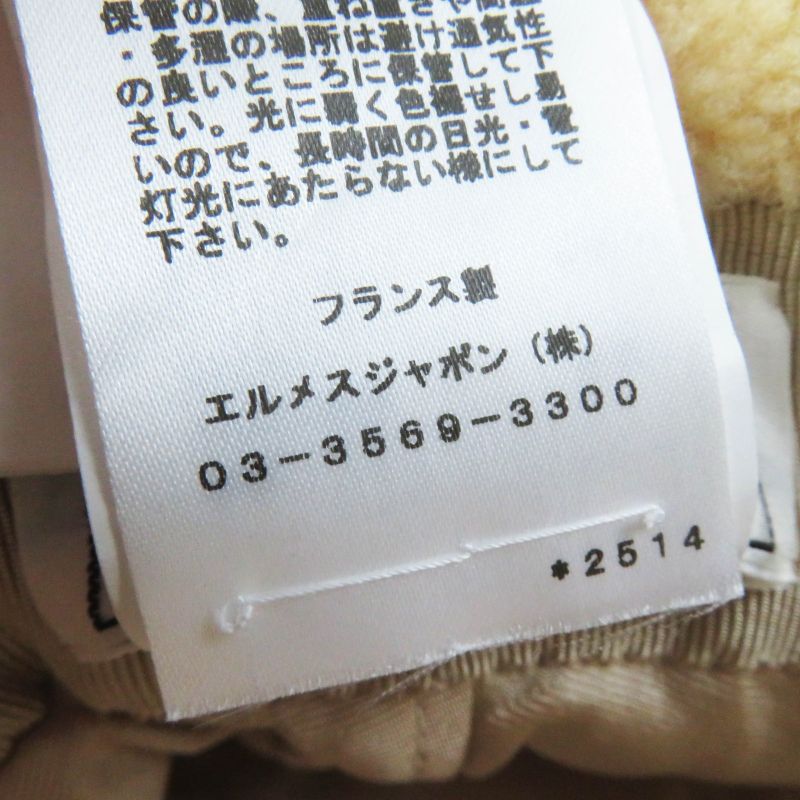 保管の際、重ね置きや高温
・多湿の場所は避け通気性
の良いところに保管して下
さい。光に弱く色褪せし易
いので、長時間の日光・電
灯光にあたらない様にして
下さい。
フランス製
エルメスジャポン（株）
03-3569-3300
*2514